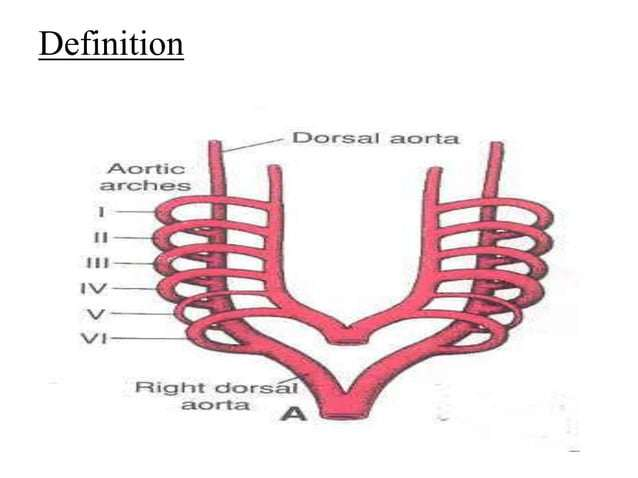 Definition
Dorsal aorta
Aortic
arches
I
II
III
IV
V
VI
Right dorsal
aorta
A